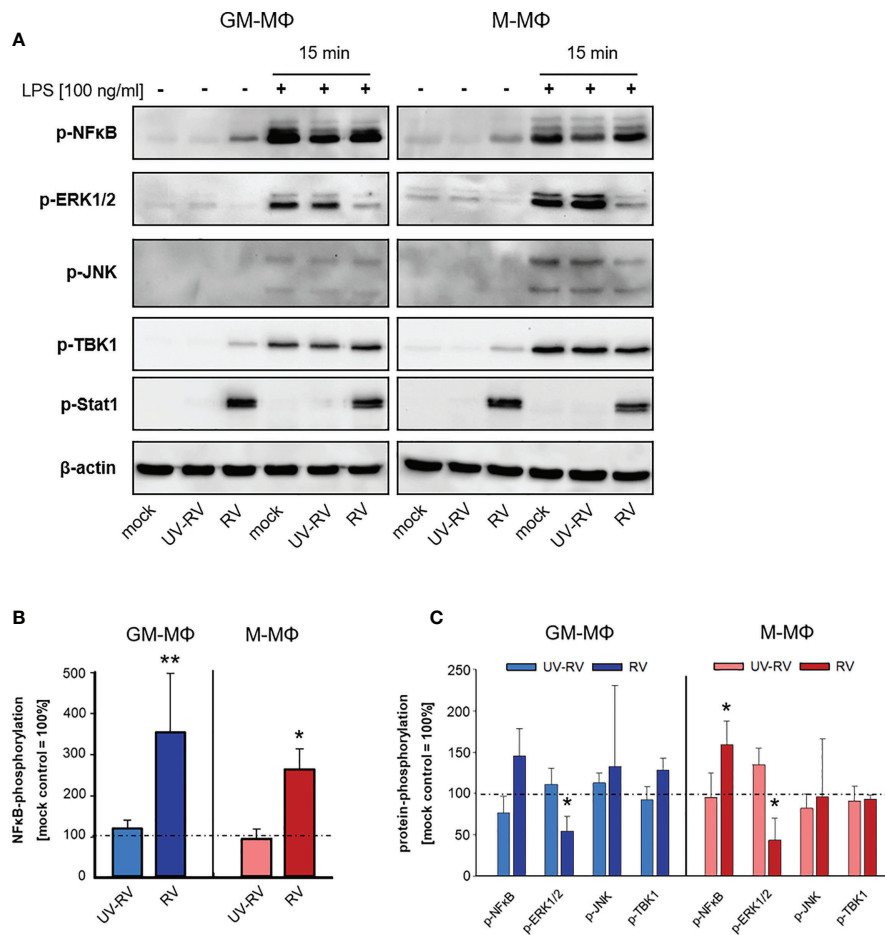 GM-MΦ M-MΦ
A
15 min 15 min
LPS [100 ng/ml] - - - + + + - - - + + +
p-NFκB
p-ERK1/2
p-JNK
p-TBK1
p-Stat1
β-actin
mock UV-RV RV mock UV-RV RV mock UV-RV RV mock UV-RV RV
B
GM-MΦ M-MΦ
NFκB-phosphorylation
[mock control = 100%]
500
400
300
200
100
0
** *
UV-RV RV UV-RV RV
C
GM-MΦ M-MΦ
UV-RV RV UV-RV RV
protein-phosphorylation
[mock control = 100%]
250
200
150
100
50
0
* * *
p-NFκB p-ERK1/2 p-JNK p-TBK1 p-NFκB p-ERK1/2 p-JNK p-TBK1